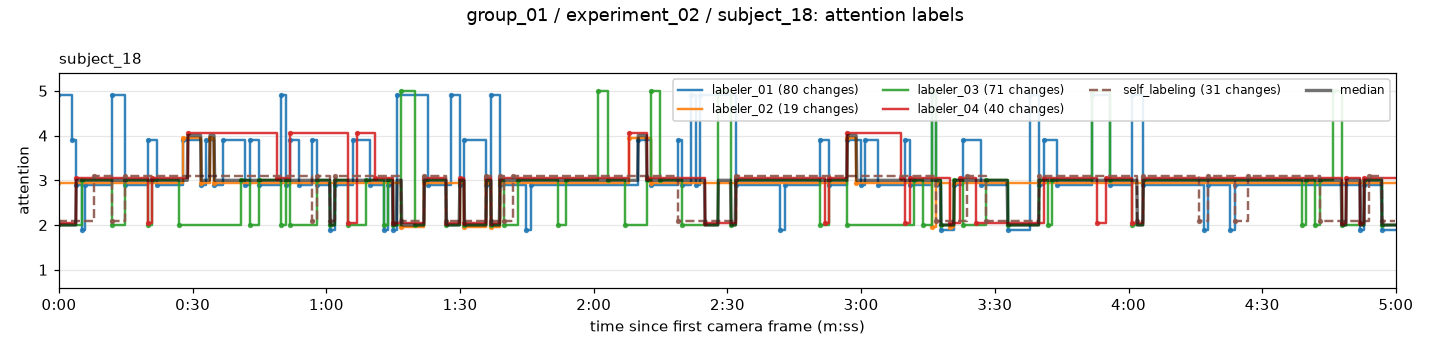 group_01 / experiment_02 / subject_18: attention labels
subject_18
labeler_01 (80 changes) labeler_03 (71 changes) self_labeling (31 changes) median
labeler_02 (19 changes) labeler_04 (40 changes)
5
4
3
2
1
attention
0:00 0:30 1:00 1:30 2:00 2:30 3:00 3:30 4:00 4:30 5:00
time since first camera frame (m:ss)